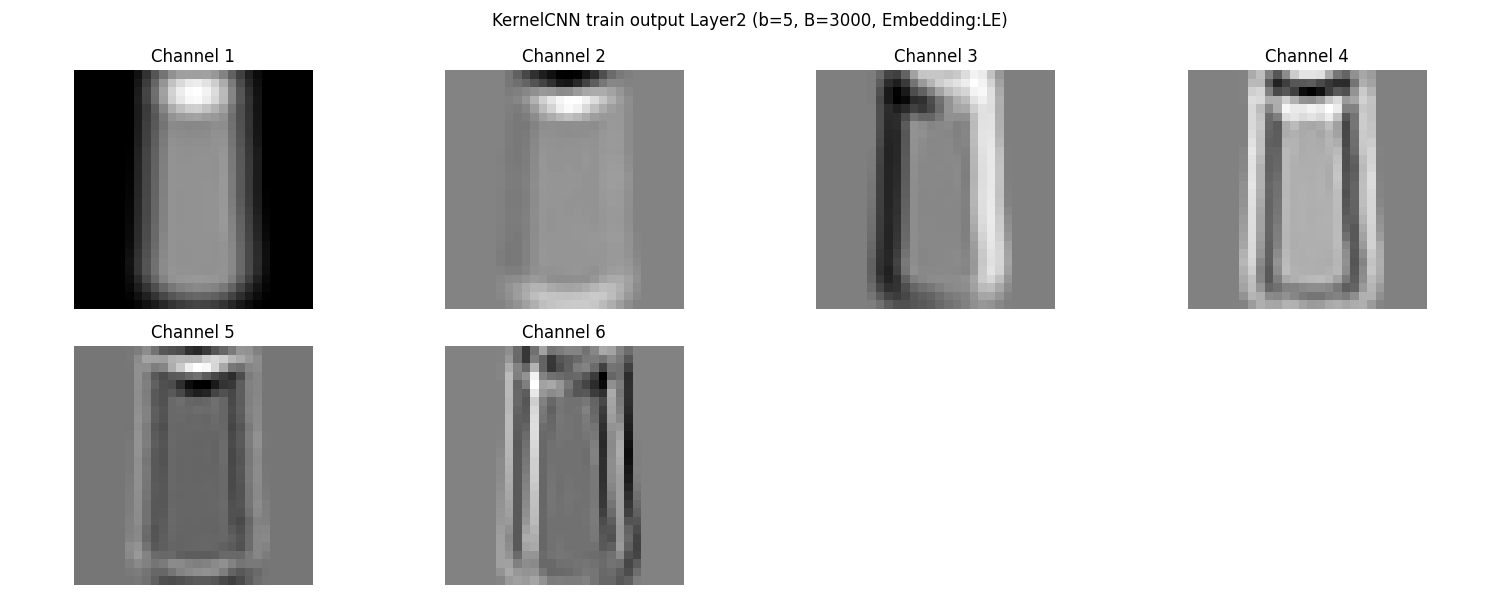 KernelCNN train output Layer2 (b=5, B=3000, Embedding:LE)
Channel 1
Channel 2
Channel 3
Channel 4
Channel 5
Channel 6